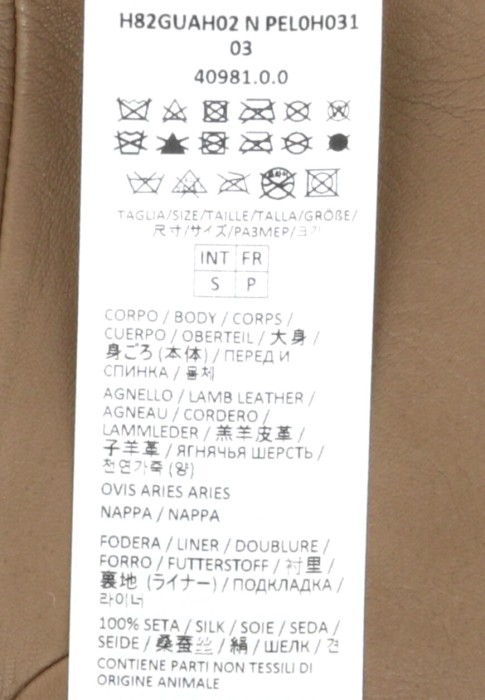 H82GUAH02 N PEL0H031
03
40981.0.0
TAGLIA/SIZE/TAILLE/TALLA/GRÖßE/
尺寸/サイズ/РАЗМЕР/크기
INT FR
S P
CORPO / BODY / CORPS /
CUERPO / OBERTEIL / 大身 /
身ごろ (本体) / ПЕРЕД И
СПИНКА / 몸체
AGNELLO / LAMB LEATHER /
AGNEAU / CORDERO /
LAMMLEDER / 羔羊皮革 /
子羊革 / ЯГНЯЧЬЯ ШЕРСТЬ /
천연가죽 (양)
OVIS ARIES ARIES
NAPPA / NAPPA
FODERA / LINER / DOUBLURE /
FORRO / FUTTERSTOFF / 衬里 /
裏地 (ライナー) / ПОДКЛАДКА /
라이너
100% SETA / SILK / SOIE / SEDA /
SEIDE / 桑蚕丝 / 絹 / ШЕЛК / 견
CONTIENE PARTI NON TESSILI DI
ORIGINE ANIMALE